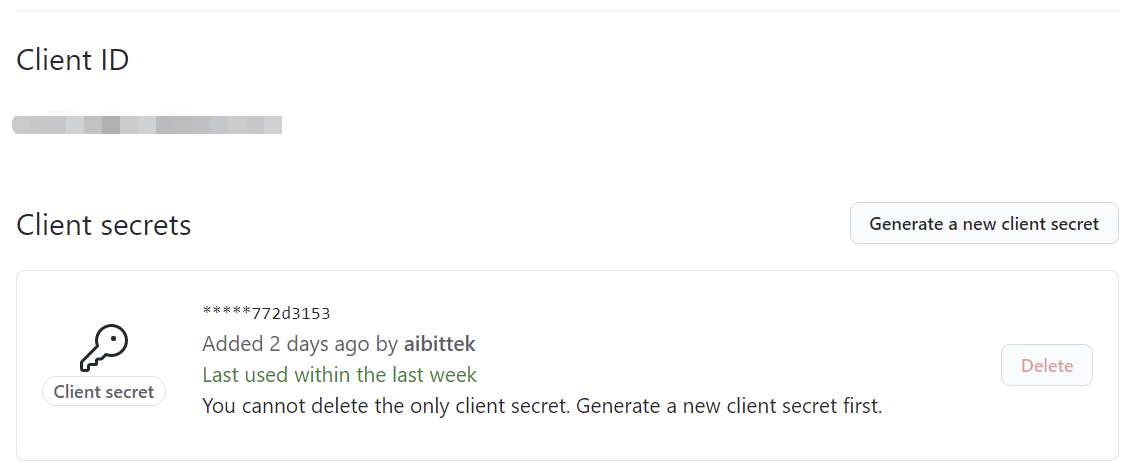 Client ID
Client secrets
Generate a new client secret
*****772d3153
Added 2 days ago by aibittek
Last used within the last week
Client secret
Delete
You cannot delete the only client secret. Generate a new client secret first.